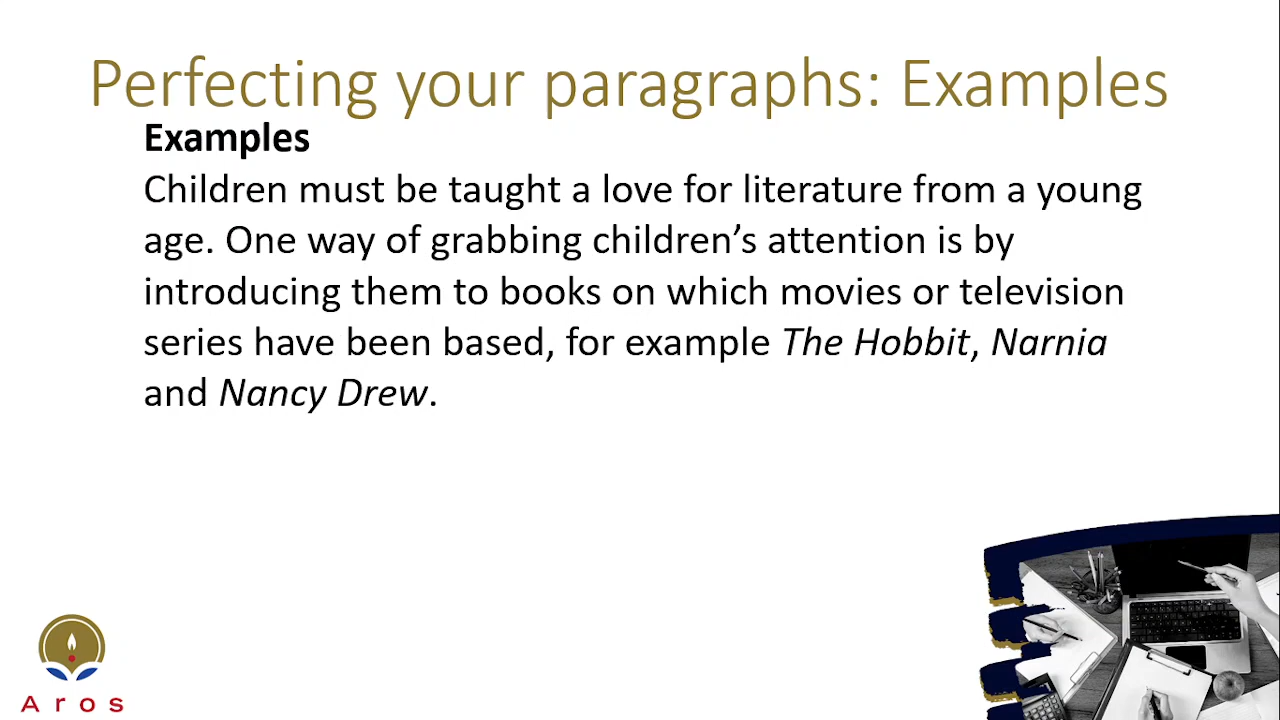 Perfecting your paragraphs: Examples
Examples
Children must be taught a love for literature from a young
age. One way of grabbing children’s attention is by
introducing them to books on which movies or television
series have been based, for example The Hobbit, Narnia
and Nancy Drew.
Aros